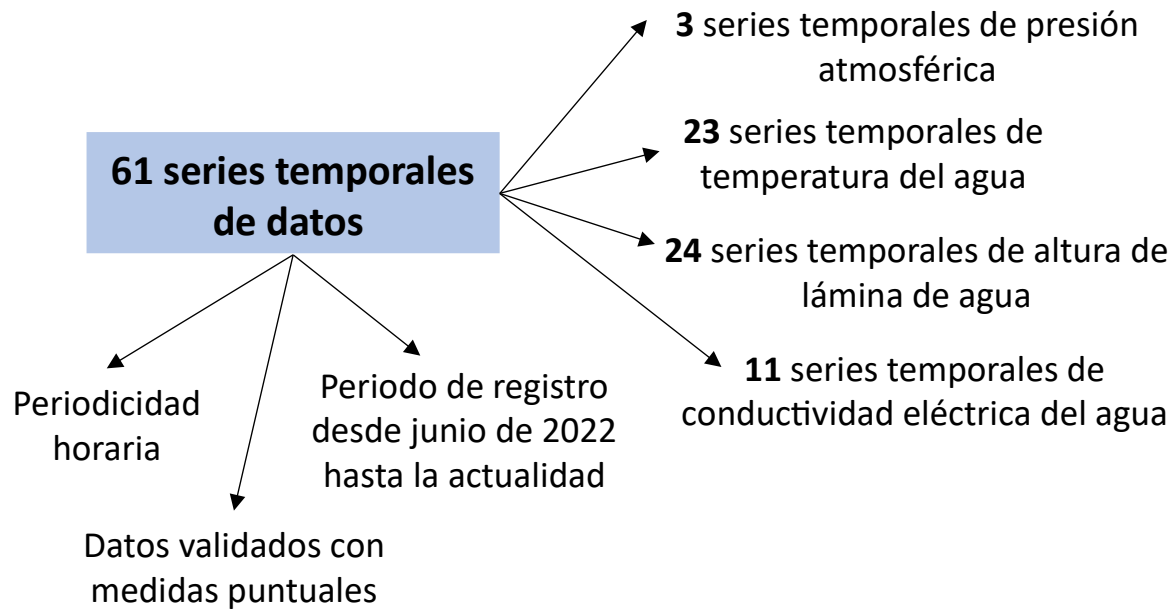 61 series temporales
de datos
3 series temporales de presión
atmosférica
23 series temporales de
temperatura del agua
24 series temporales de altura de
lámina de agua
11 series temporales de
conductividad eléctrica del agua
Periodicidad
horaria
Datos validados con
medidas puntuales
Periodo de registro
desde junio de 2022
hasta la actualidad